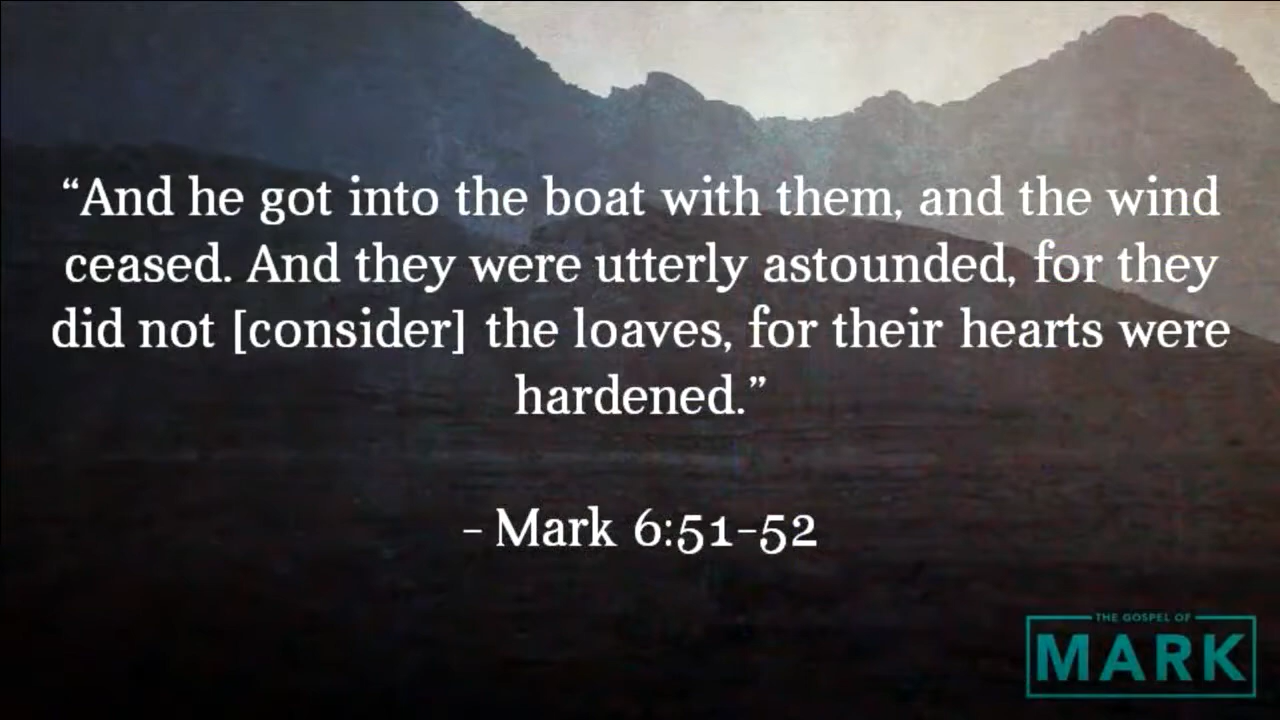 “And he got into the boat with them, and the wind
ceased. And they were utterly astounded, for they
did not [consider] the loaves, for their hearts were
hardened.”
– Mark 6:51–52
THE GOSPEL OF
MARK